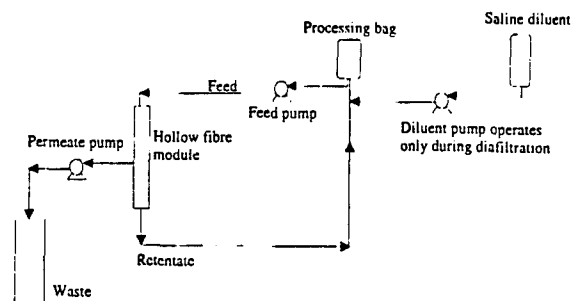 Saline diluent
Processing bag
Feed
Feed pump
Diluent pump operates
only during diafiltration
Permeate pump
Hollow fibre
module
Retentate
Waste